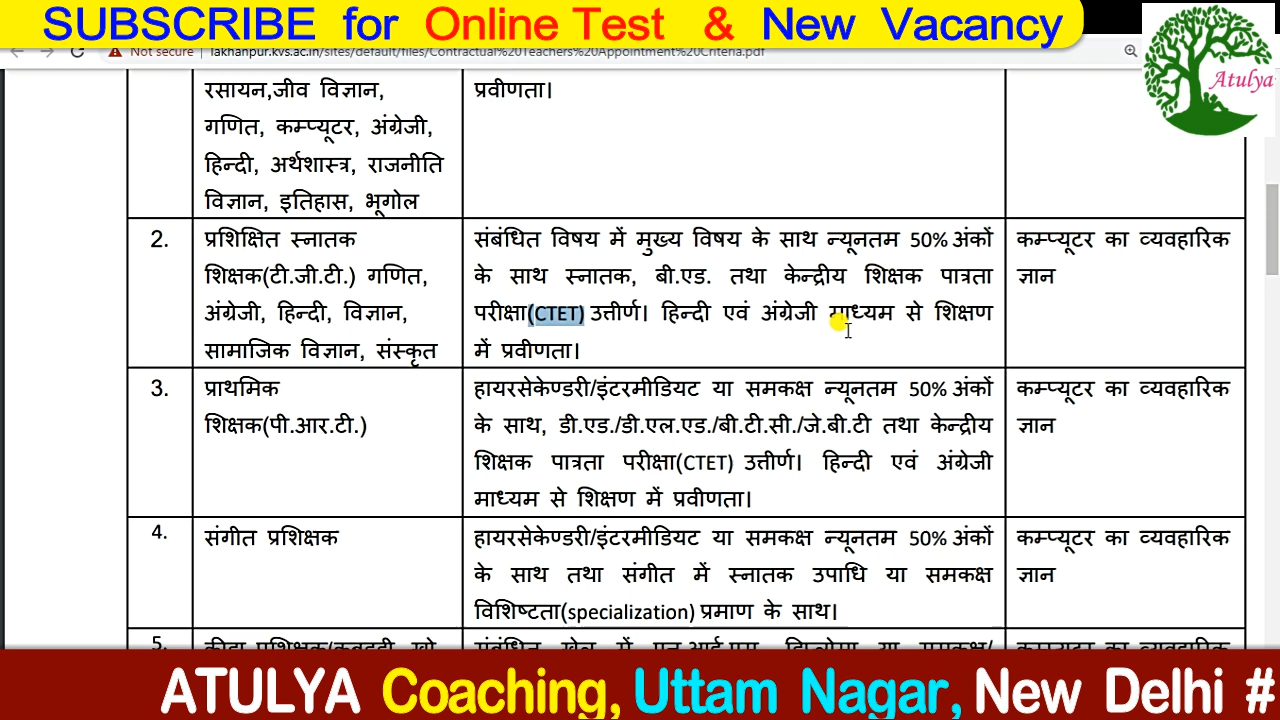 SUBSCRIBE for Online Test & New Vacancy
Atulya
Not secure | lakhanpur.kvs.ac.in/sites/default/files/Contractual%20Teachers%20Appointment%20Criteria.pdf
रसायन,जीव विज्ञान,
गणित, कम्प्यूटर, अंग्रेजी,
हिन्दी, अर्थशास्त्र, राजनीति
विज्ञान, इतिहास, भूगोल
प्रवीणता।
2.
प्रशिक्षित स्नातक
शिक्षक(टी.जी.टी.) गणित,
अंग्रेजी, हिन्दी, विज्ञान,
सामाजिक विज्ञान, संस्कृत
संबंधित विषय में मुख्य विषय के साथ न्यूनतम 50% अंकों
के साथ स्नातक, बी.एड. तथा केन्द्रीय शिक्षक पात्रता
परीक्षा(CTET) उत्तीर्ण। हिन्दी एवं अंग्रेजी माध्यम से शिक्षण
में प्रवीणता।
कम्प्यूटर का व्यवहारिक
ज्ञान
3.
प्राथमिक
शिक्षक(पी.आर.टी.)
हायरसेकेण्डरी/इंटरमीडियट या समकक्ष न्यूनतम 50% अंकों
के साथ, डी.एड./डी.एल.एड./बी.टी.सी./जे.बी.टी तथा केन्द्रीय
शिक्षक पात्रता परीक्षा(CTET) उत्तीर्ण। हिन्दी एवं अंग्रेजी
माध्यम से शिक्षण में प्रवीणता।
कम्प्यूटर का व्यवहारिक
ज्ञान
4.
संगीत प्रशिक्षक
हायरसेकेण्डरी/इंटरमीडियट या समकक्ष न्यूनतम 50% अंकों
के साथ तथा संगीत में स्नातक उपाधि या समकक्ष
विशिष्टता(specialization) प्रमाण के साथ।
कम्प्यूटर का व्यवहारिक
ज्ञान
5.
ATULYA Coaching, Uttam Nagar, New Delhi #